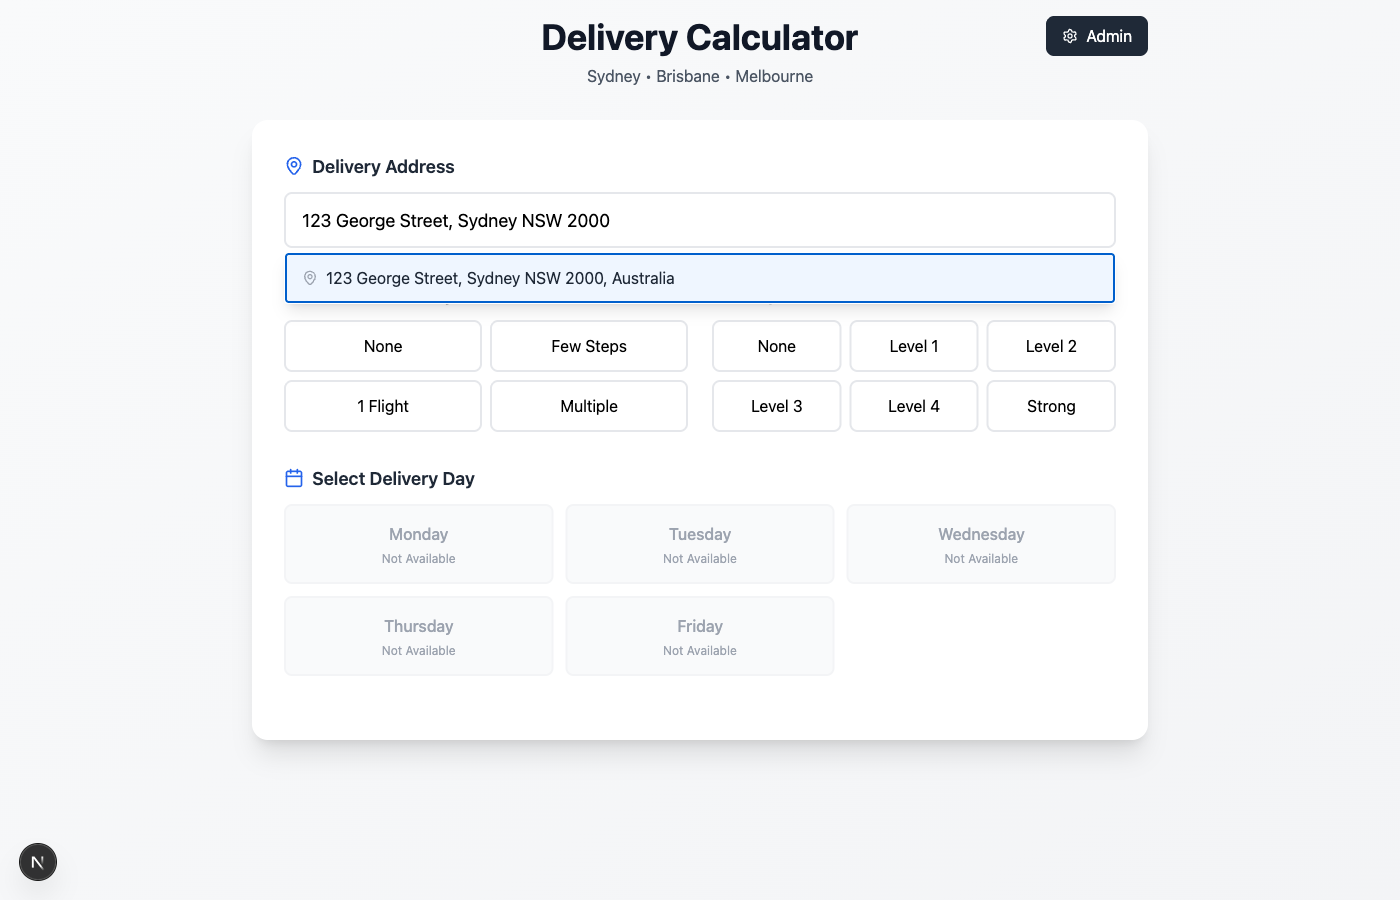 Delivery Calculator
Admin
Sydney • Brisbane • Melbourne
Delivery Address
123 George Street, Sydney NSW 2000
123 George Street, Sydney NSW 2000, Australia
None
Few Steps
None
Level 1
Level 2
1 Flight
Multiple
Level 3
Level 4
Strong
Select Delivery Day
Monday
Not Available
Tuesday
Not Available
Wednesday
Not Available
Thursday
Not Available
Friday
Not Available
N